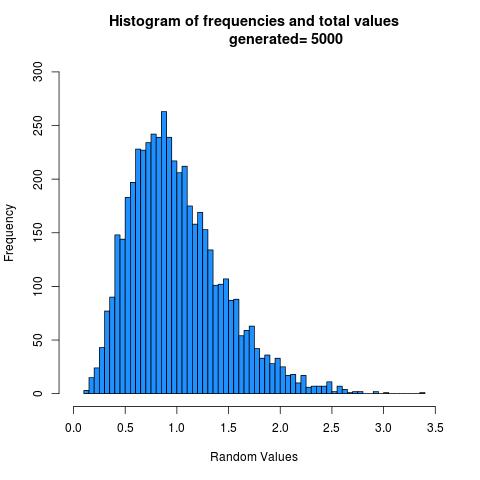 Histogram of frequencies and total values
generated= 5000
Frequency
300
250
200
150
100
50
0
0.0 0.5 1.0 1.5 2.0 2.5 3.0 3.5
Random Values